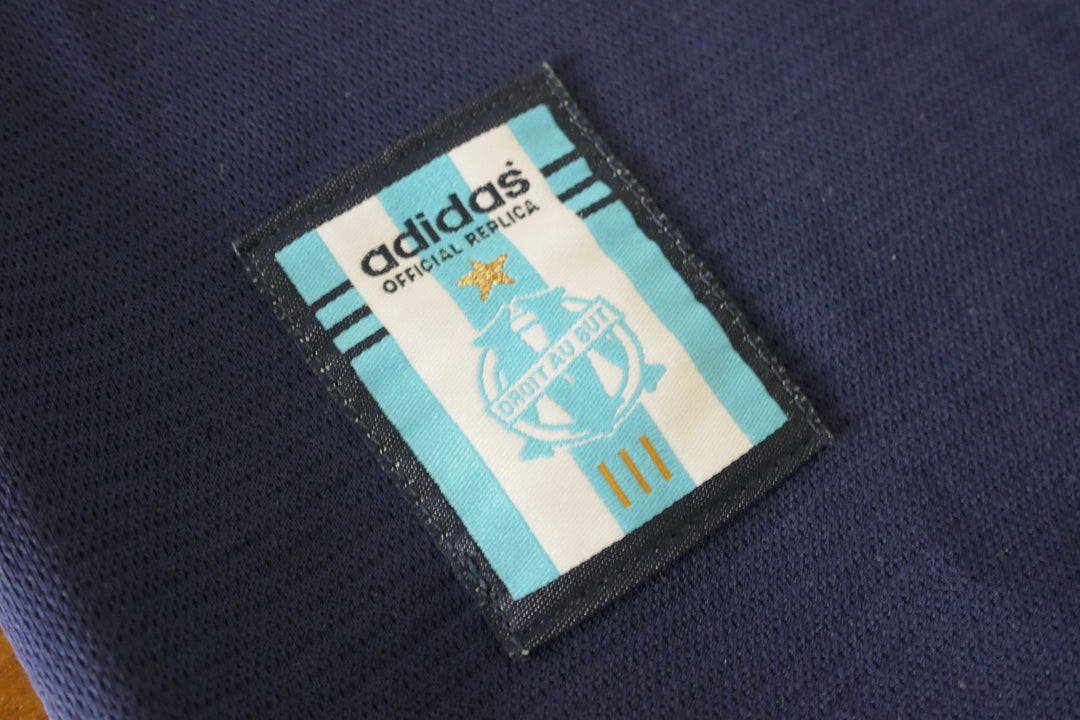 adidas
OFFICIAL REPLICA
DROIT AU BUT